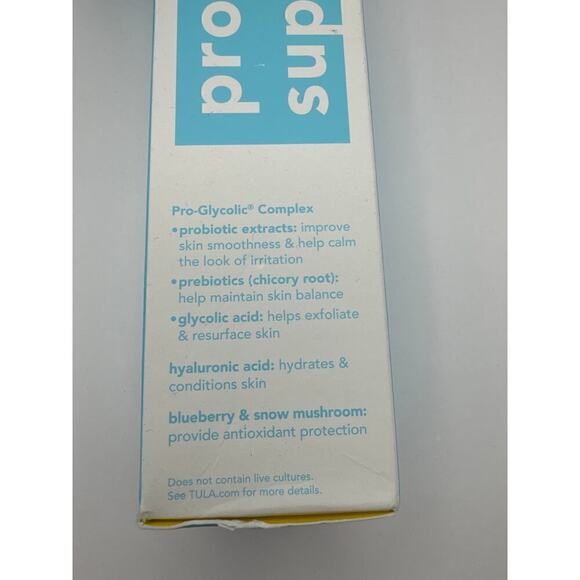 pro
sup
Pro-Glycolic® Complex
•probiotic extracts: improve
skin smoothness & help calm
the look of irritation
•prebiotics (chicory root):
help maintain skin balance
•glycolic acid: helps exfoliate
& resurface skin
hyaluronic acid: hydrates &
conditions skin
blueberry & snow mushroom:
provide antioxidant protection
Does not contain live cultures.
See TULA.com for more details.